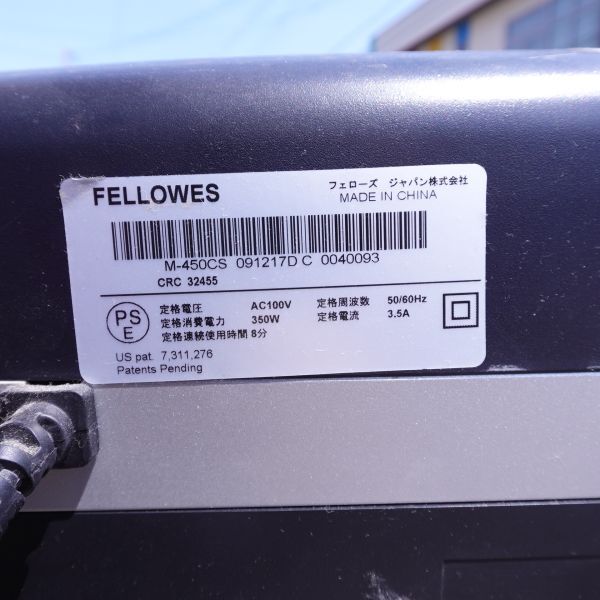 FELLOWES
フェローズ ジャパン株式会社
MADE IN CHINA
M-450CS 091217D C 0040093
CRC 32455
PS
E
定格電圧 AC100V 定格周波数 50/60Hz
定格消費電力 350W 定格電流 3.5A
定格連続使用時間 8分
US pat. 7,311,276
Patents Pending